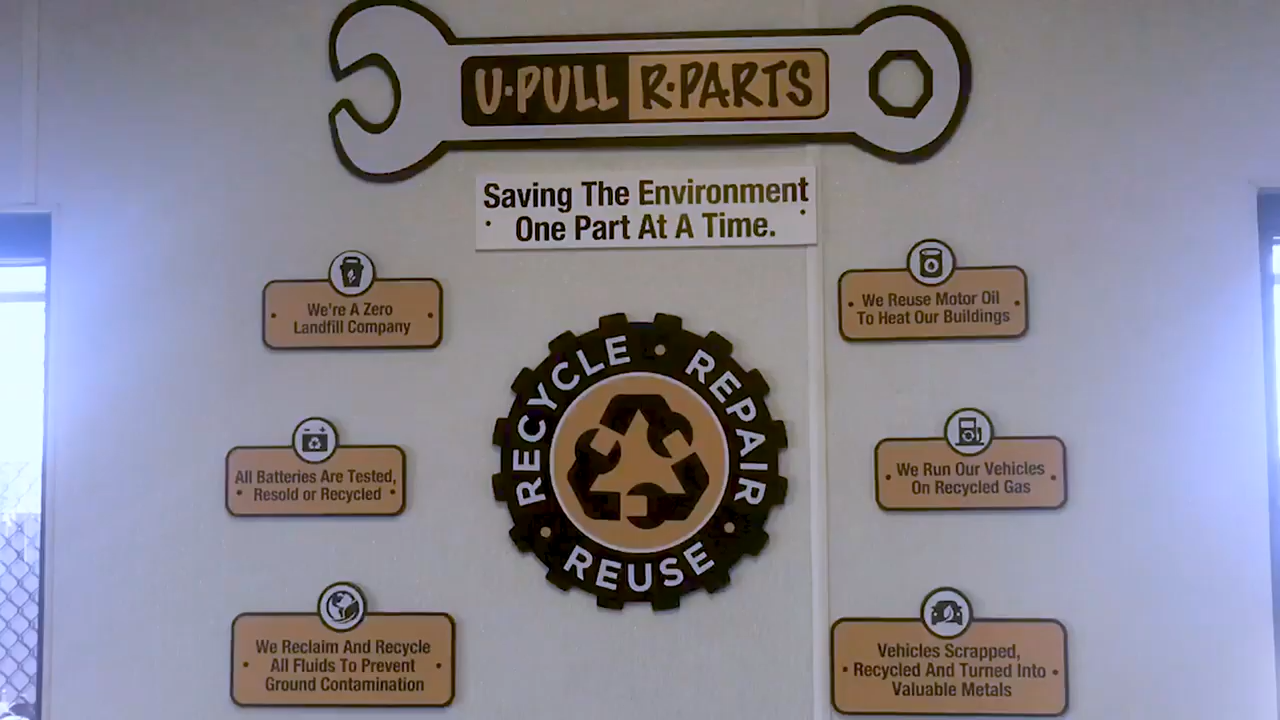 U·PULL R·PARTS
Saving The Environment
One Part At A Time.
We're A Zero
Landfill Company
We Reuse Motor Oil
To Heat Our Buildings
RECYCLE · REPAIR · REUSE ·
All Batteries Are Tested,
Resold or Recycled
We Run Our Vehicles
On Recycled Gas
We Reclaim And Recycle
All Fluids To Prevent
Ground Contamination
Vehicles Scrapped,
Recycled And Turned Into
Valuable Metals